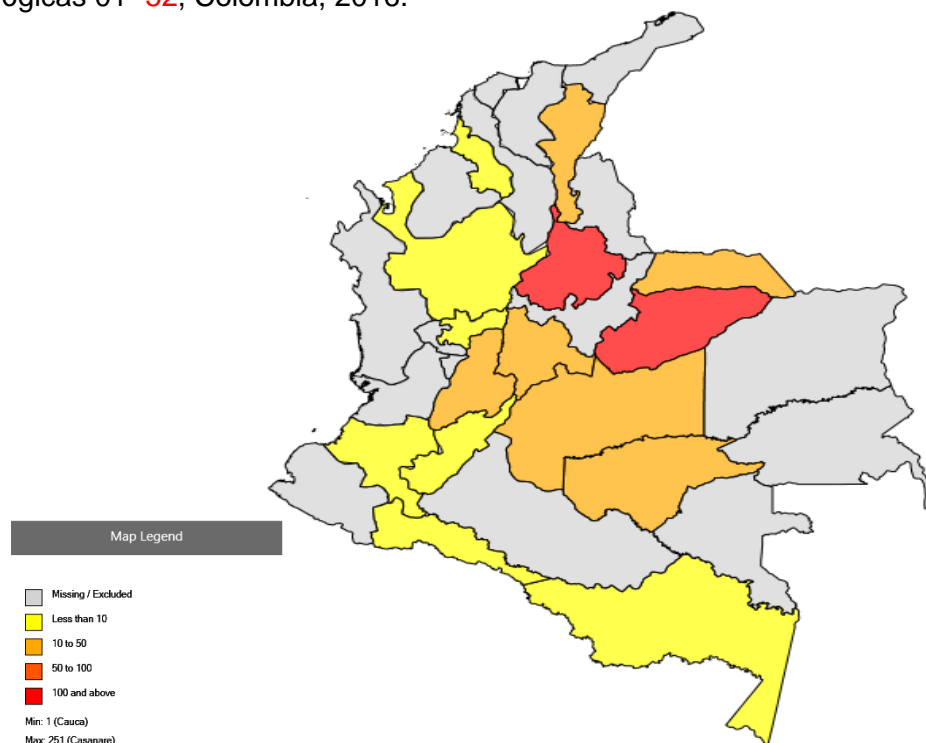 ógicas 01- 52, Colombia, 2016.
Map Legend
Missing / Excluded
Less than 10
10 to 50
50 to 100
100 and above
Min: 1 (Cauca)
Max: 251 (Casanare)